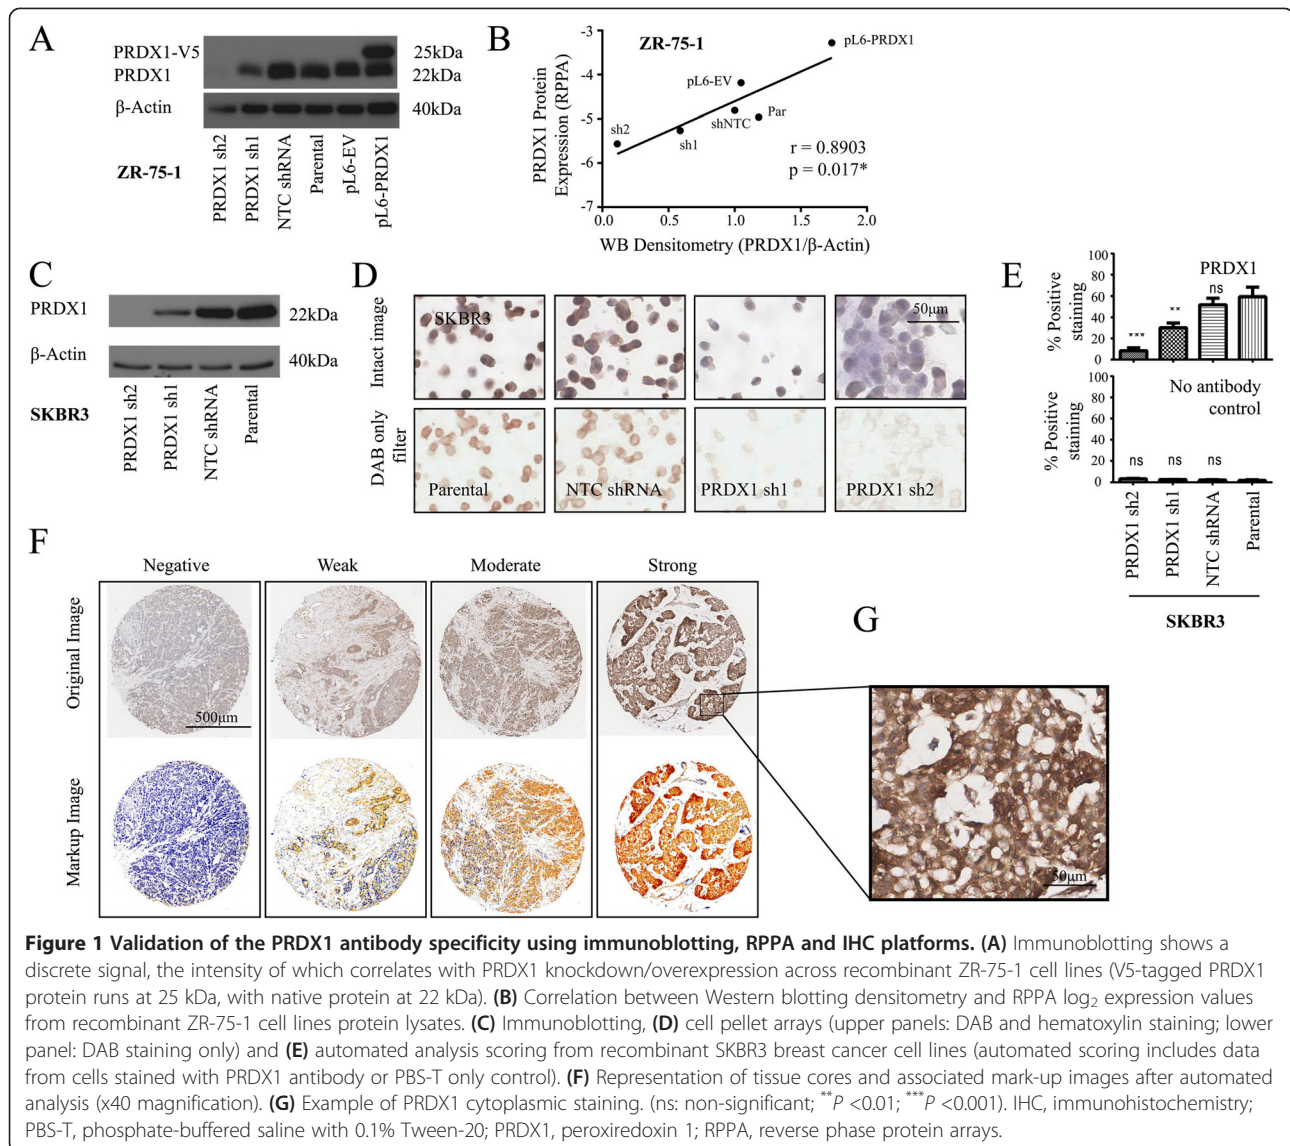 A
PRDX1-V5
25kDa
PRDX1
22kDa
β-Actin
40kDa
ZR-75-1
PRDX1 sh2
PRDX1 sh1
NTC shRNA
Parental
pL6-EV
pL6-PRDX1
B
ZR-75-1
PRDX1 Protein
Expression (RPPA)
-3
-4
-5
-6
-7
pL6-PRDX1
pL6-EV
shNTC
Par
sh2
sh1
r = 0.8903
p = 0.017*
0.0
0.5
1.0
1.5
2.0
WB Densitometry (PRDX1/β-Actin)
C
PRDX1
22kDa
β-Actin
40kDa
SKBR3
PRDX1 sh2
PRDX1 sh1
NTC shRNA
Parental
D
Intact image
SKBR3
50μm
DAB only
filter
Parental
NTC shRNA
PRDX1 sh1
PRDX1 sh2
E
% Positive
staining
100
80
60
40
20
0
PRDX1
***
**
ns
% Positive
staining
100
80
60
40
20
0
No antibody
control
ns
ns
ns
PRDX1 sh2
PRDX1 sh1
NTC shRNA
Parental
SKBR3
F
Negative
Weak
Moderate
Strong
Original Image
500μm
Markup Image
G
50μm
Figure 1 Validation of the PRDX1 antibody specificity using immunoblotting, RPPA and IHC platforms. (A) Immunoblotting shows a
discrete signal, the intensity of which correlates with PRDX1 knockdown/overexpression across recombinant ZR-75-1 cell lines (V5-tagged PRDX1
protein runs at 25 kDa, with native protein at 22 kDa). (B) Correlation between Western blotting densitometry and RPPA log₂ expression values
from recombinant ZR-75-1 cell lines protein lysates. (C) Immunoblotting, (D) cell pellet arrays (upper panels: DAB and hematoxylin staining; lower
panel: DAB staining only) and (E) automated analysis scoring from recombinant SKBR3 breast cancer cell lines (automated scoring includes data
from cells stained with PRDX1 antibody or PBS-T only control). (F) Representation of tissue cores and associated mark-up images after automated
analysis (x40 magnification). (G) Example of PRDX1 cytoplasmic staining. (ns: non-significant; **P <0.01; ***P <0.001). IHC, immunohistochemistry;
PBS-T, phosphate-buffered saline with 0.1% Tween-20; PRDX1, peroxiredoxin 1; RPPA, reverse phase protein arrays.